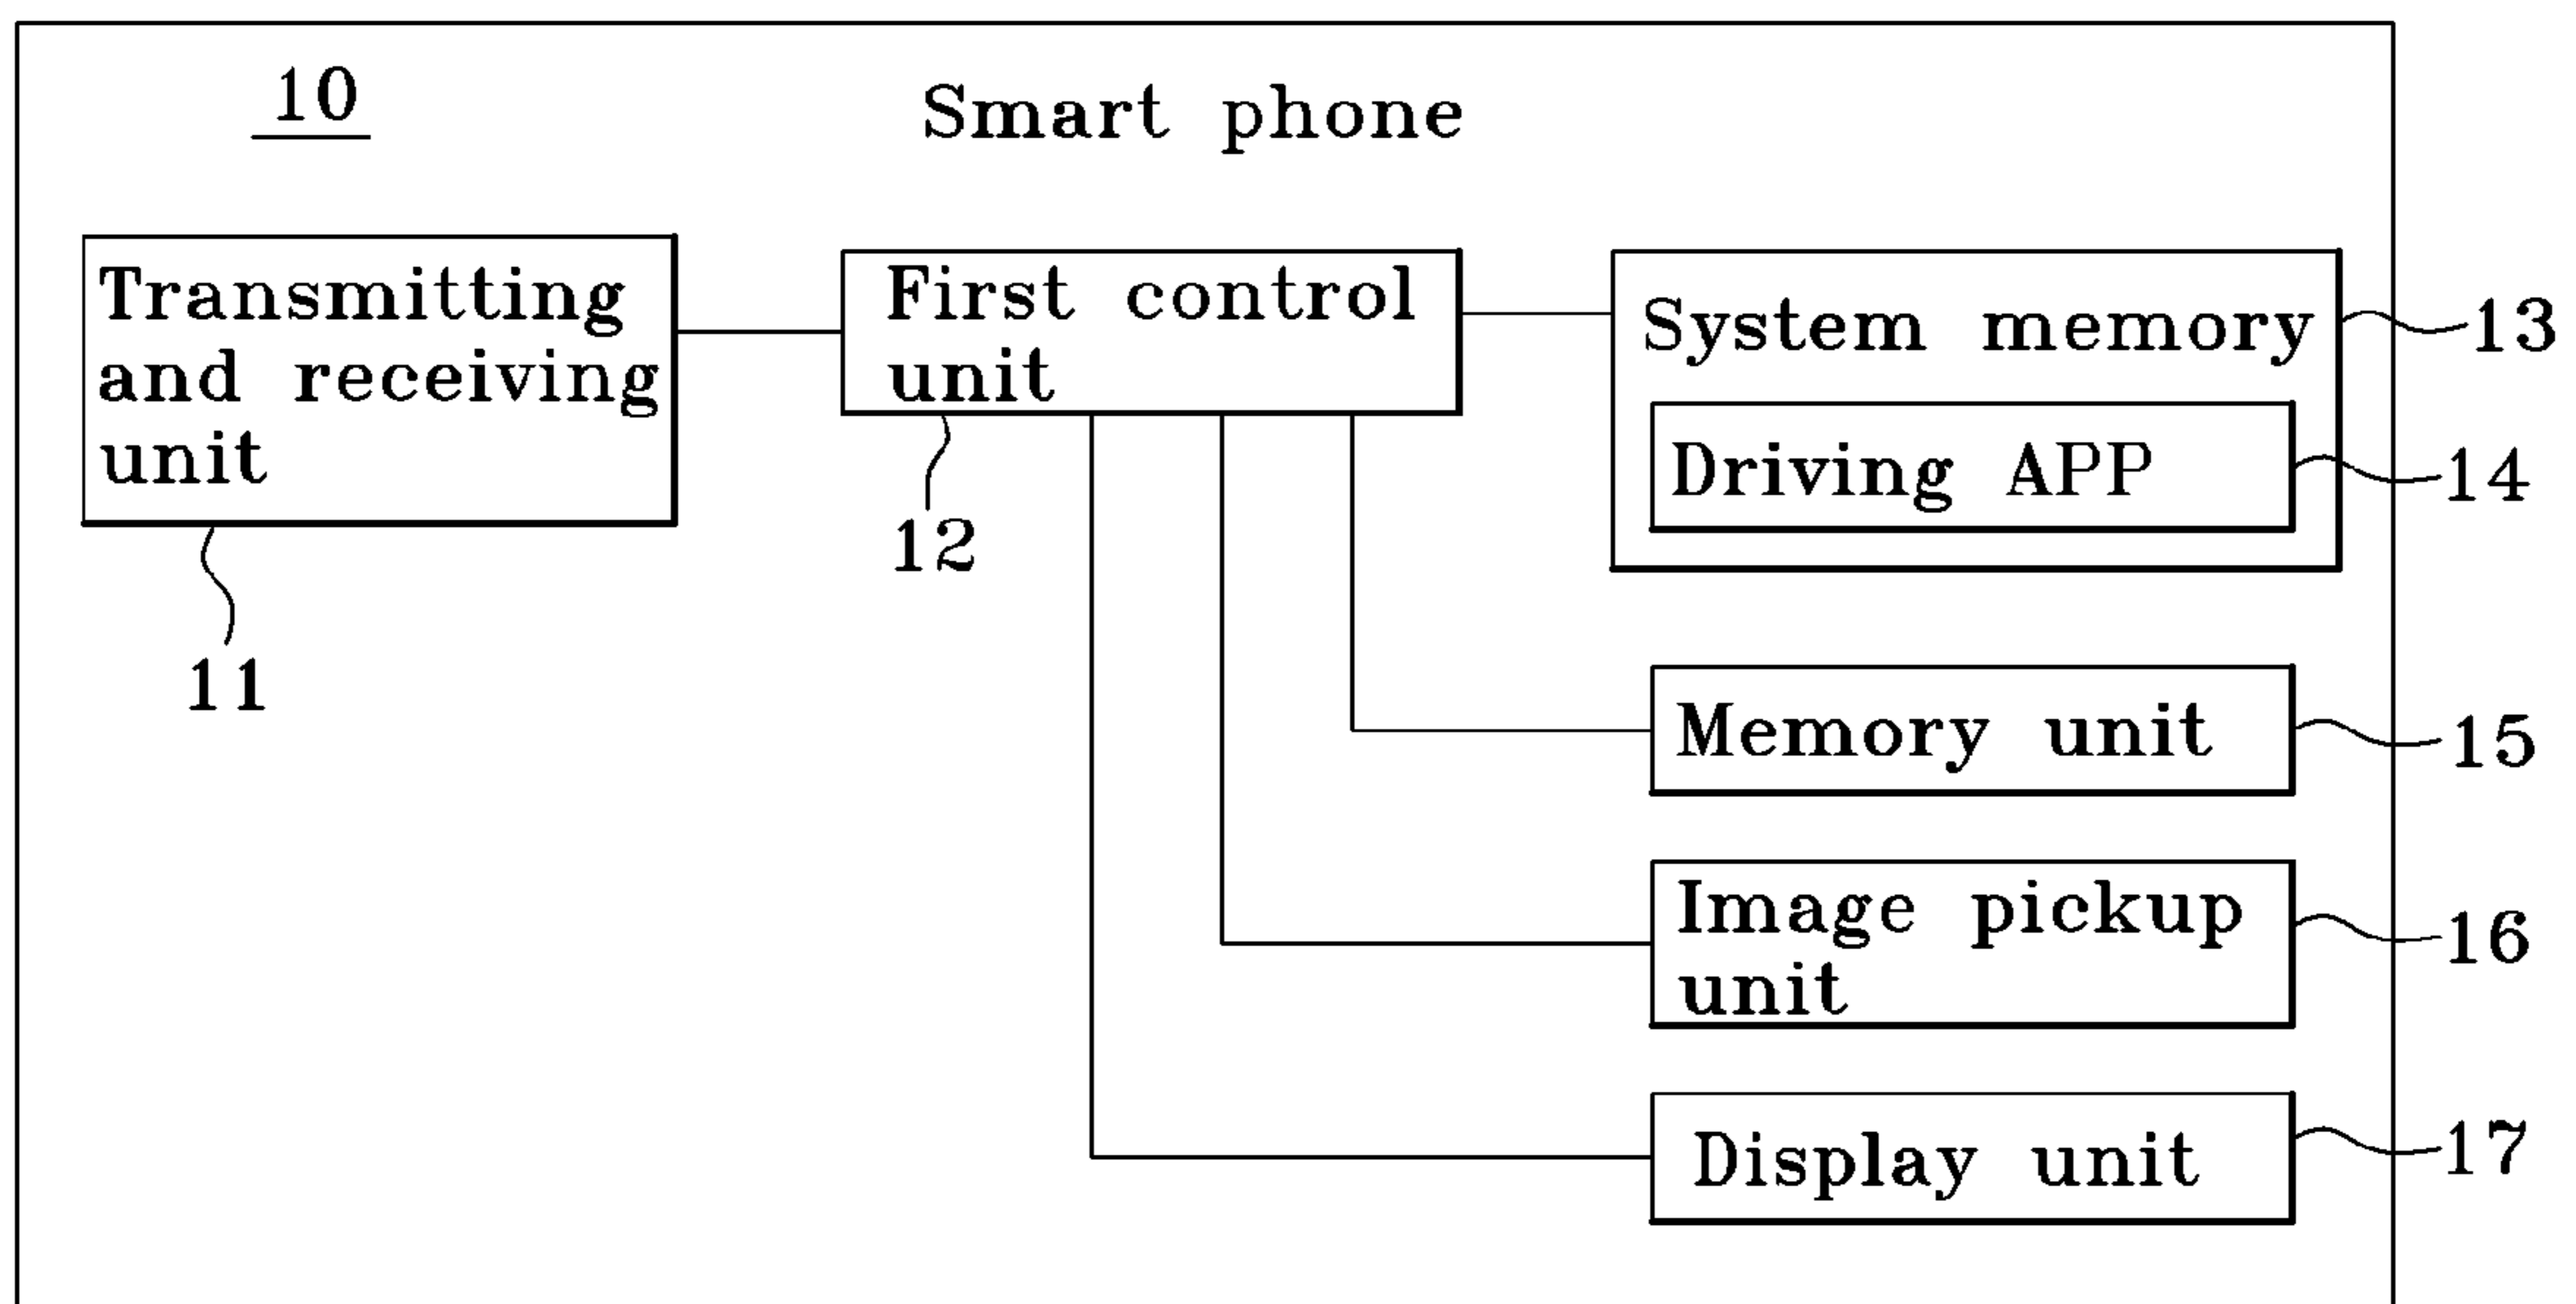 10
Smart phone
Transmitting
and receiving
unit
11
First control
unit
12
System memory
13
Driving APP
14
Memory unit
15
Image pickup
unit
16
Display unit
17